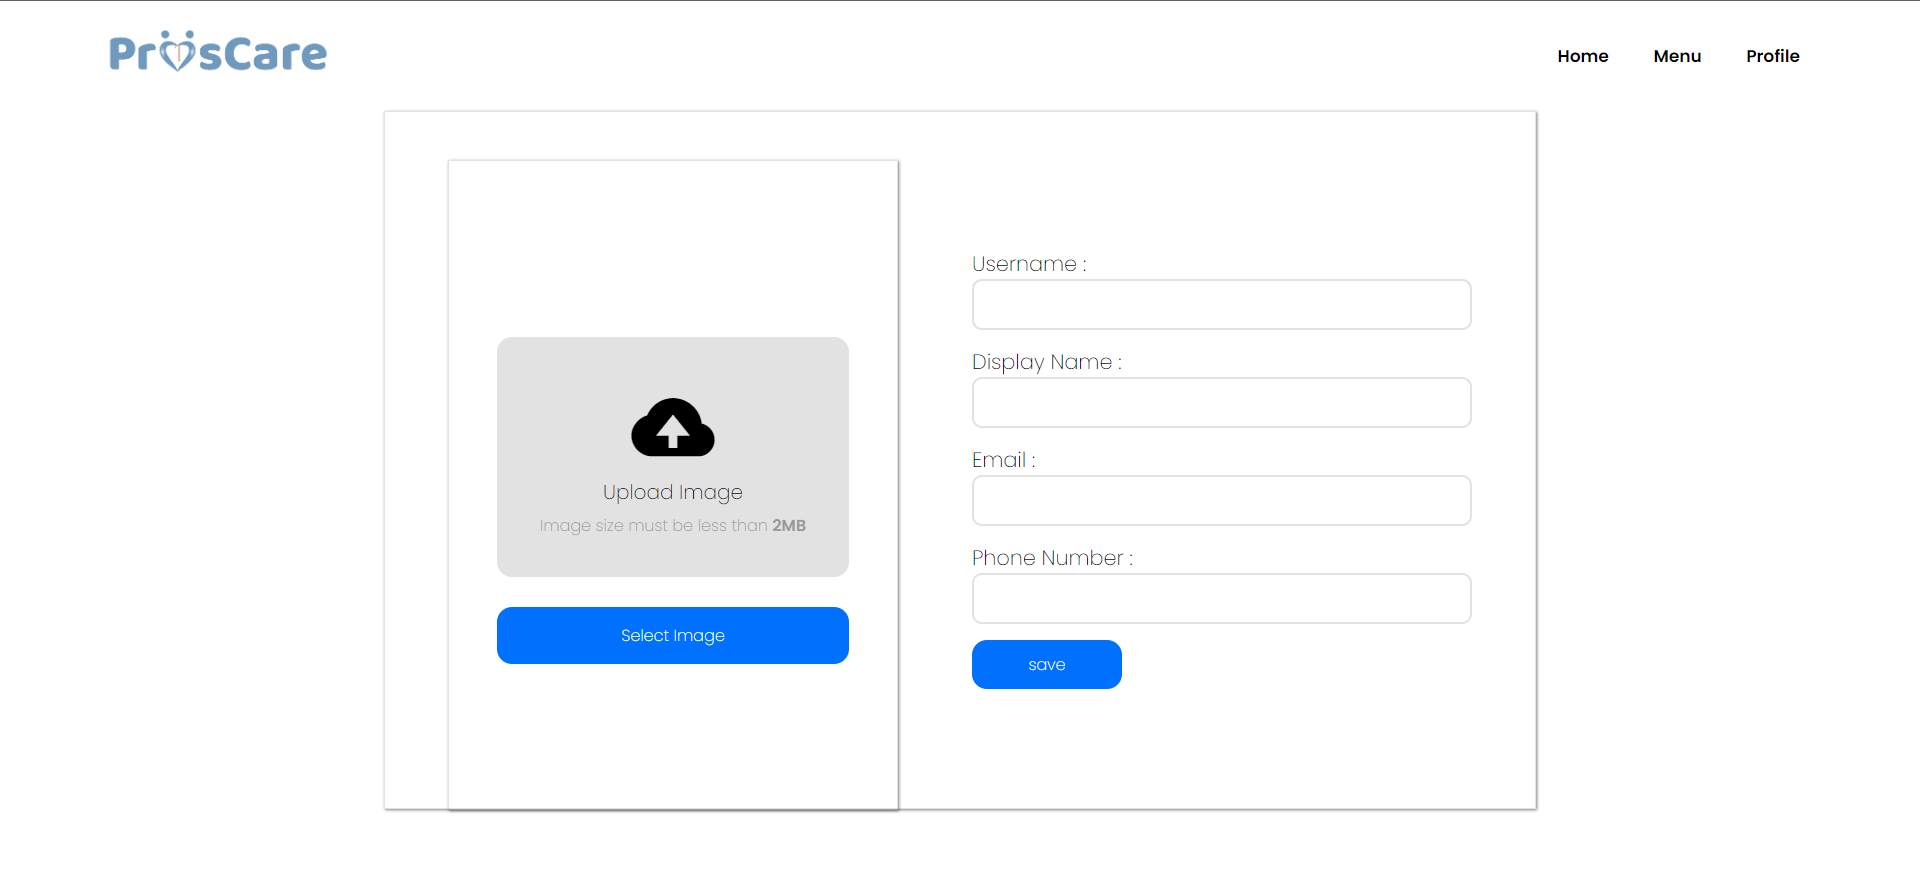 ProsCare
Home Menu Profile
Username :
Display Name :
Email :
Phone Number :
save
Upload Image
Image size must be less than 2MB
Select Image